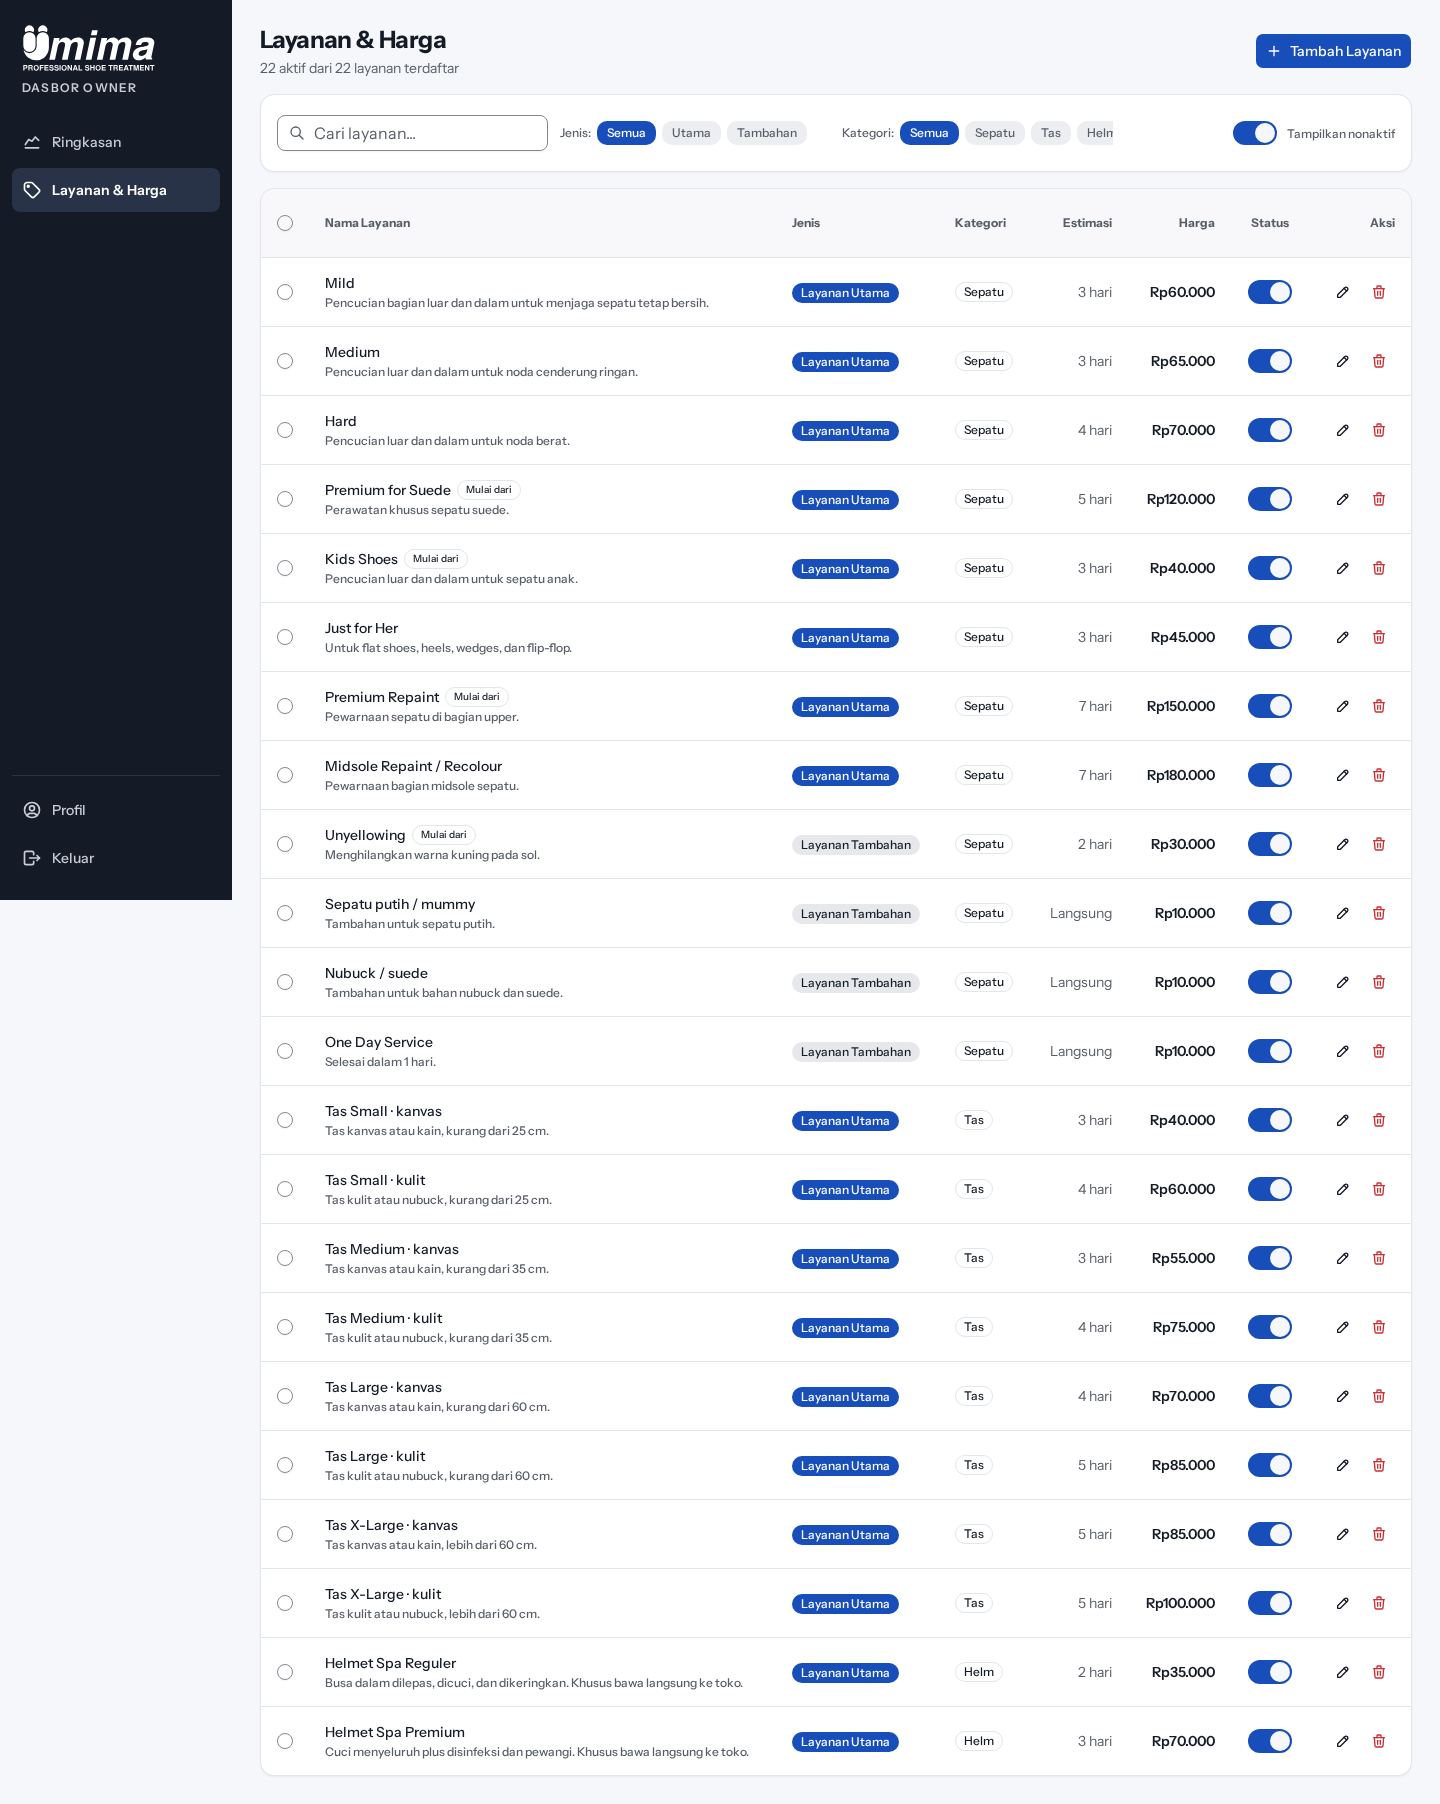 Umima
PROFESSIONAL SHOE TREATMENT
DASBOR OWNER
Ringkasan
Layanan & Harga
Profil
Keluar
Layanan & Harga
22 aktif dari 22 layanan terdaftar
Tambah Layanan
Cari layanan... Jenis: Semua Utama Tambahan Kategori: Semua Sepatu Tas Helm Tampilkan nonaktif
Nama Layanan Jenis Kategori Estimasi Harga Status Aksi
Mild
Pencucian bagian luar dan dalam untuk menjaga sepatu tetap bersih.
Layanan Utama Sepatu 3 hari Rp60.000
Medium
Pencucian luar dan dalam untuk noda cenderung ringan.
Layanan Utama Sepatu 3 hari Rp65.000
Hard
Pencucian luar dan dalam untuk noda berat.
Layanan Utama Sepatu 4 hari Rp70.000
Premium for Suede Mulai dari
Perawatan khusus sepatu suede.
Layanan Utama Sepatu 5 hari Rp120.000
Kids Shoes Mulai dari
Pencucian luar dan dalam untuk sepatu anak.
Layanan Utama Sepatu 3 hari Rp40.000
Just for Her
Untuk flat shoes, heels, wedges, dan flip-flop.
Layanan Utama Sepatu 3 hari Rp45.000
Premium Repaint Mulai dari
Pewarnaan sepatu di bagian upper.
Layanan Utama Sepatu 7 hari Rp150.000
Midsole Repaint / Recolour
Pewarnaan bagian midsole sepatu.
Layanan Utama Sepatu 7 hari Rp180.000
Unyellowing Mulai dari
Menghilangkan warna kuning pada sol.
Layanan Tambahan Sepatu 2 hari Rp30.000
Sepatu putih / mummy
Tambahan untuk sepatu putih.
Layanan Tambahan Sepatu Langsung Rp10.000
Nubuck / suede
Tambahan untuk bahan nubuck dan suede.
Layanan Tambahan Sepatu Langsung Rp10.000
One Day Service
Selesai dalam 1 hari.
Layanan Tambahan Sepatu Langsung Rp10.000
Tas Small · kanvas
Tas kanvas atau kain, kurang dari 25 cm.
Layanan Utama Tas 3 hari Rp40.000
Tas Small · kulit
Tas kulit atau nubuck, kurang dari 25 cm.
Layanan Utama Tas 4 hari Rp60.000
Tas Medium · kanvas
Tas kanvas atau kain, kurang dari 35 cm.
Layanan Utama Tas 3 hari Rp55.000
Tas Medium · kulit
Tas kulit atau nubuck, kurang dari 35 cm.
Layanan Utama Tas 4 hari Rp75.000
Tas Large · kanvas
Tas kanvas atau kain, kurang dari 60 cm.
Layanan Utama Tas 4 hari Rp70.000
Tas Large · kulit
Tas kulit atau nubuck, kurang dari 60 cm.
Layanan Utama Tas 5 hari Rp85.000
Tas X-Large · kanvas
Tas kanvas atau kain, lebih dari 60 cm.
Layanan Utama Tas 5 hari Rp85.000
Tas X-Large · kulit
Tas kulit atau nubuck, lebih dari 60 cm.
Layanan Utama Tas 5 hari Rp100.000
Helmet Spa Reguler
Busa dalam dilepas, dicuci, dan dikeringkan. Khusus bawa langsung ke toko.
Layanan Utama Helm 2 hari Rp35.000
Helmet Spa Premium
Cuci menyeluruh plus disinfeksi dan pewangi. Khusus bawa langsung ke toko.
Layanan Utama Helm 3 hari Rp70.000